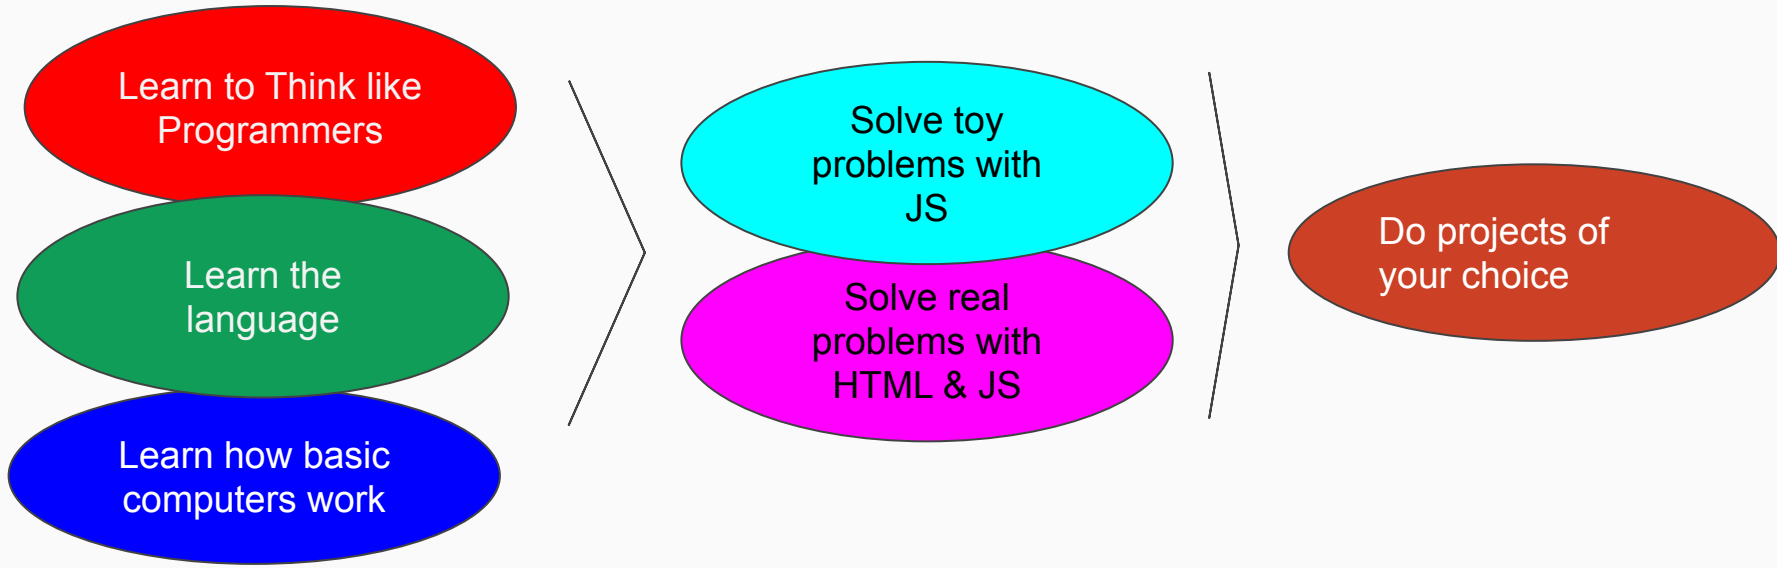 Learn to Think like
Programmers
Learn the
language
Learn how basic
computers work
Solve toy
problems with
JS
Solve real
problems with
HTML & JS
Do projects of
your choice